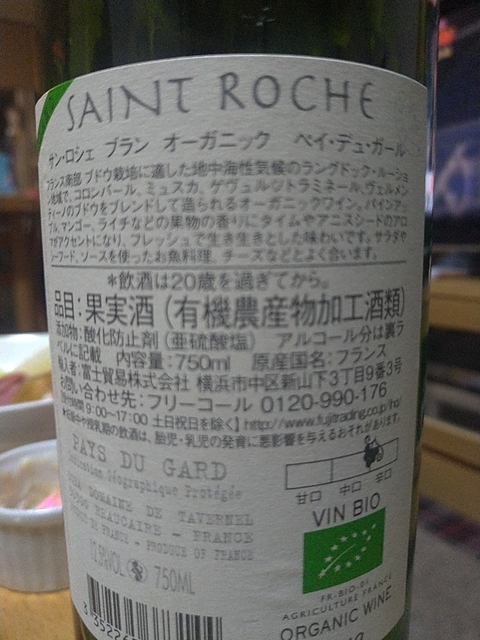 SAINT ROCHE
サン・ロシェ ブラン オーガニック ペイ・デュ・ガール
フランス南部 ブドウ栽培に適した地中海性気候のラングドック・ルーショ
ン地域で、コロンバール、ミュスカ、ゲヴュルツトラミネール、ヴェルメン
ティーノのブドウをブレンドして造られるオーガニックワイン。パイナップ
ル、マンゴー、ライチなどの果物の香りにタイムやアニスシードのアロ
マがアクセントになり、フレッシュで生き生きとした味わいです。サラダや
シーフード、ソースを使ったお魚料理、チーズなどとよく合います。
*飲酒は20歳を過ぎてから。
品目:果実酒(有機農産物加工酒類)
添加物:酸化防止剤(亜硫酸塩) アルコール分は裏ラ
ベルに記載 内容量:750ml 原産国名:フランス
輸入者:富士貿易株式会社 横浜市中区新山下3丁目9番3号
お問い合わせ先:フリーコール 0120-990-176
【受付時間 9:00〜17:00 土日祝日を除く】http://www.fujitrading.co.jp/ho/
*妊娠中や授乳期の飲酒は、胎児・乳児の発育に悪影響を与えるおそれがあります。
PAYS DU GARD
Indication Géographique Protégée
DOMAINE DE TAVERNEL
BEAUCAIRE - FRANCE
DE FRANCE - PRODUCE OF FRANCE
12.5%VOL 750ML
甘口 中口 辛口
VIN BIO
FR-BIO-01
AGRICULTURE FRANCE
ORGANIC WINE